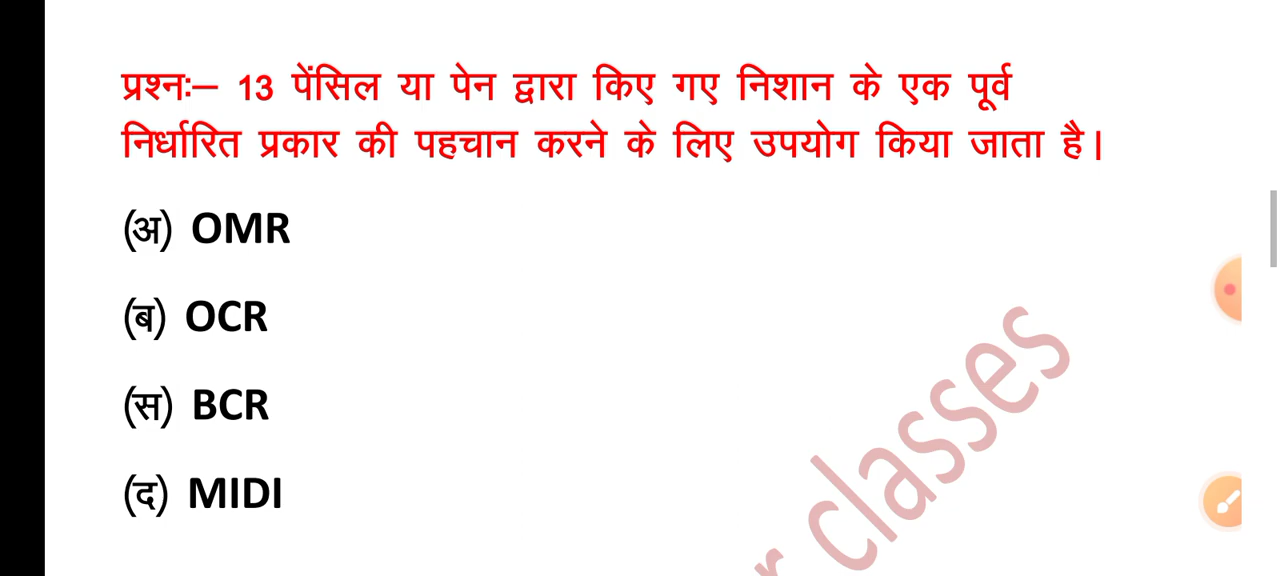 प्रश्नः– 13 पेंसिल या पेन द्वारा किए गए निशान के एक पूर्व
निर्धारित प्रकार की पहचान करने के लिए उपयोग किया जाता है।
(अ) OMR
(ब) OCR
(स) BCR
(द) MIDI
classes